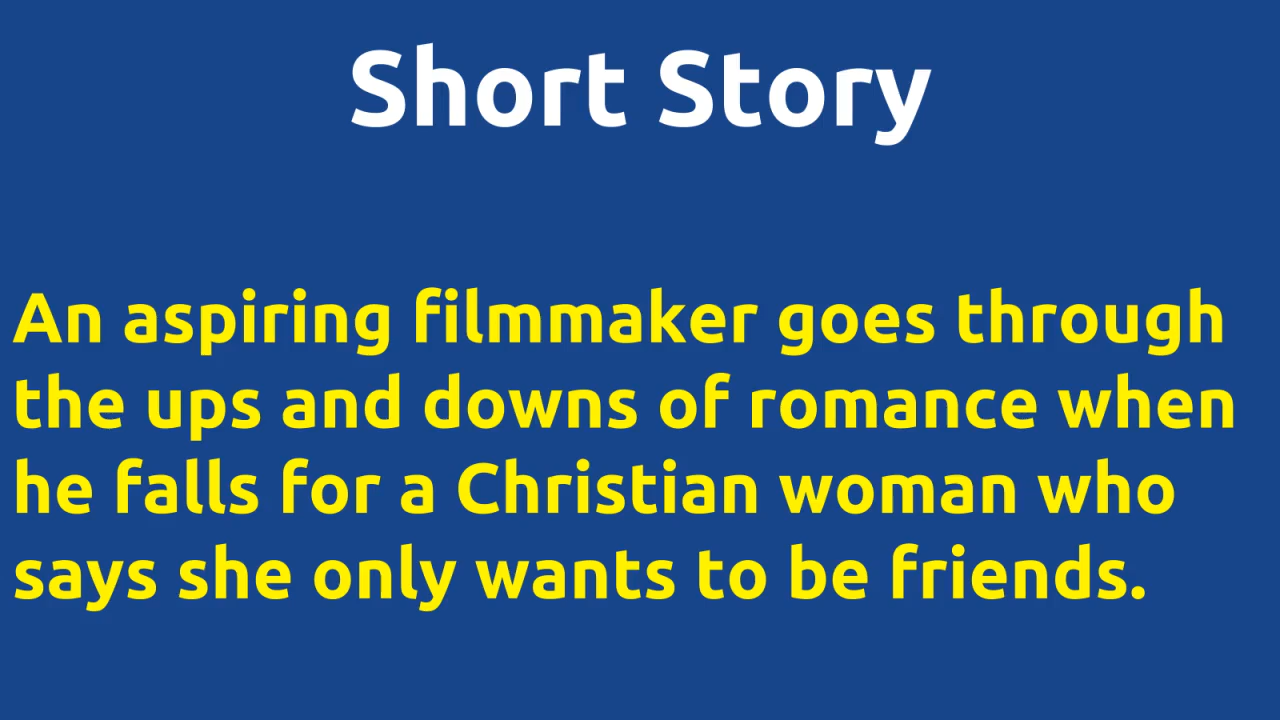 Short Story
An aspiring filmmaker goes through
the ups and downs of romance when
he falls for a Christian woman who
says she only wants to be friends.